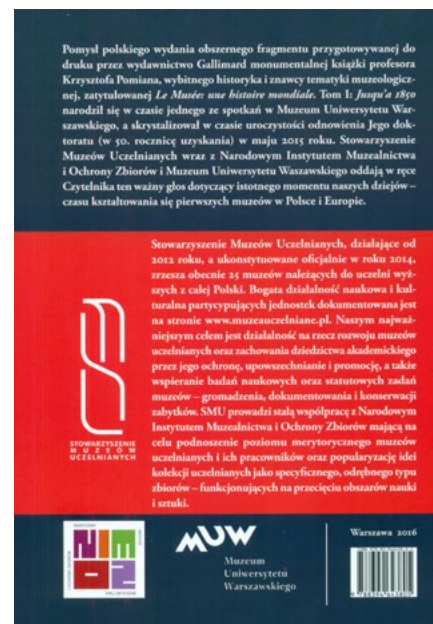 Pomysł polskiego wydania obszernego fragmentu przygotowywanej do
druku przez wydawnictwo Gallimard monumentalnej książki profesora
Krzysztofa Pomiana, wybitnego historyka i znawcy tematyki muzeologicz-
nej, zatytułowanej Le Musée: une histoire mondiale. Tom I: Jusqu'a 1850
narodził się w czasie jednego ze spotkań w Muzeum Uniwersytetu War-
szawskiego, a skrystalizował w czasie uroczystości odnowienia Jego dok-
toratu (w 50. rocznicę uzyskania) w maju 2015 roku. Stowarzyszenie
Muzeów Uczelnianych wraz z Narodowym Instytutem Muzealnictwa
i Ochrony Zbiorów i Muzeum Uniwersytetu Waszawskiego oddają w ręce
Czytelnika ten ważny głos dotyczący istotnego momentu naszych dziejów –
czasu kształtowania się pierwszych muzeów w Polsce i Europie.
Stowarzyszenie Muzeów Uczelnianych, działające od
2012 roku, a ukonstytuowane oficjalnie w roku 2014,
zrzesza obecnie 25 muzeów należących do uczelni wyż-
szych z całej Polski. Bogata działalność naukowa i kul-
turalna partycypujących jednostek dokumentowana jest
na stronie www.muzeauczelniane.pl. Naszym najważ-
niejszym celem jest działalność na rzecz rozwoju muzeów
uczelnianych oraz zachowania dziedzictwa akademickiego
przez jego ochronę, upowszechnianie i promocję, a także
wspieranie badań naukowych oraz statutowych zadań
muzeów – gromadzenia, dokumentowania i konserwacji
zabytków. SMU prowadzi stałą współpracę z Narodowym
Instytutem Muzealnictwa i Ochrony Zbiorów mającą na
celu podnoszenie poziomu merytorycznego muzeów
uczelnianych i ich pracowników oraz popularyzację idei
kolekcji uczelnianych jako specyficznego, odrębnego typu
zbiorów – funkcjonujących na przecięciu obszarów nauki
i sztuki.
STOWARZYSZENIE
MUZEÓW
UCZELNIANYCH
NIMOZ
MUW
Muzeum
Uniwersytetu
Warszawskiego
Warszawa 2016